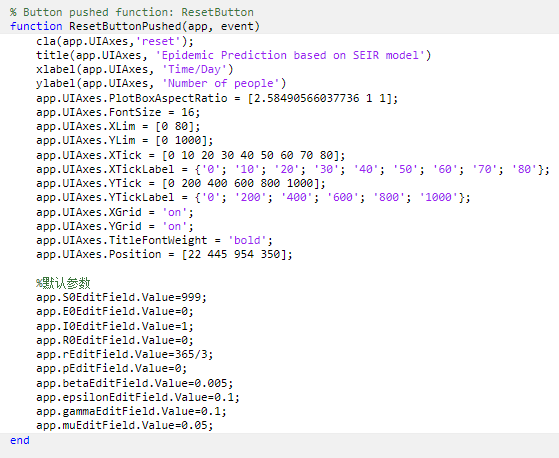 % Button pushed function: ResetButton
function ResetButtonPushed(app, event)
cla(app.UIAxes,'reset');
title(app.UIAxes, 'Epidemic Prediction based on SEIR model')
xlabel(app.UIAxes, 'Time/Day')
ylabel(app.UIAxes, 'Number of people')
app.UIAxes.PlotBoxAspectRatio = [2.58490566037736 1 1];
app.UIAxes.FontSize = 16;
app.UIAxes.XLim = [0 80];
app.UIAxes.YLim = [0 1000];
app.UIAxes.XTick = [0 10 20 30 40 50 60 70 80];
app.UIAxes.XTickLabel = {'0'; '10'; '20'; '30'; '40'; '50'; '60'; '70'; '80'};
app.UIAxes.YTick = [0 200 400 600 800 1000];
app.UIAxes.YTickLabel = {'0'; '200'; '400'; '600'; '800'; '1000'};
app.UIAxes.XGrid = 'on';
app.UIAxes.YGrid = 'on';
app.UIAxes.TitleFontWeight = 'bold';
app.UIAxes.Position = [22 445 954 350];
%默认参数
app.S0EditField.Value=999;
app.E0EditField.Value=0;
app.I0EditField.Value=1;
app.R0EditField.Value=0;
app.rEditField.Value=365/3;
app.pEditField.Value=0;
app.betaEditField.Value=0.005;
app.epsilonEditField.Value=0.1;
app.gammaEditField.Value=0.1;
app.muEditField.Value=0.05;
end